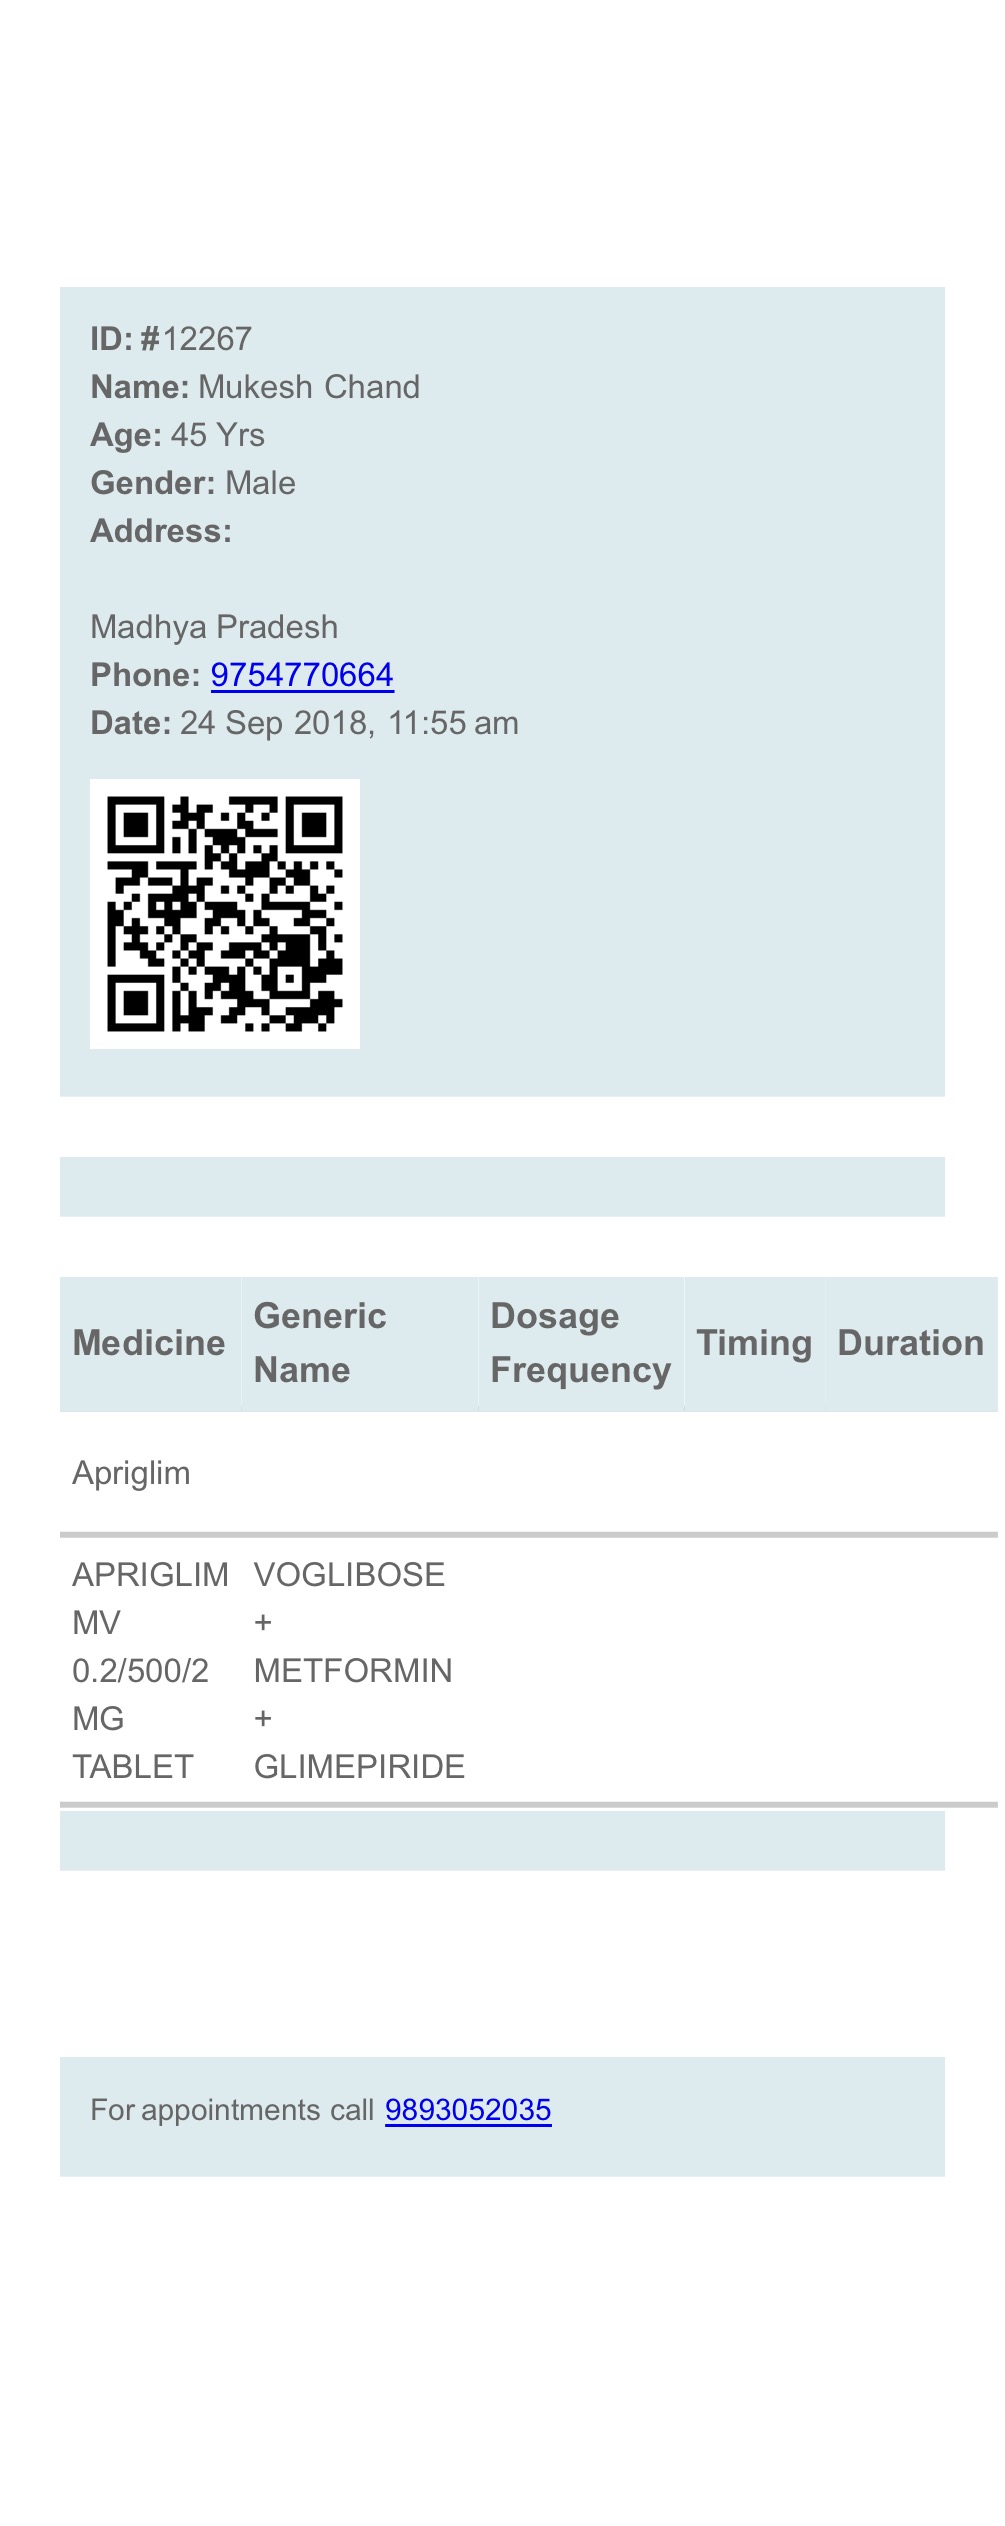 ID: #12267
Name: Mukesh Chand
Age: 45 Yrs
Gender: Male
Address:
Madhya Pradesh
Phone: 9754770664
Date: 24 Sep 2018, 11:55 am
Medicine Generic Name Dosage Frequency Timing Duration
Apriglim
APRIGLIM VOGLIBOSE
MV +
0.2/500/2 METFORMIN
MG +
TABLET GLIMEPIRIDE
For appointments call 9893052035